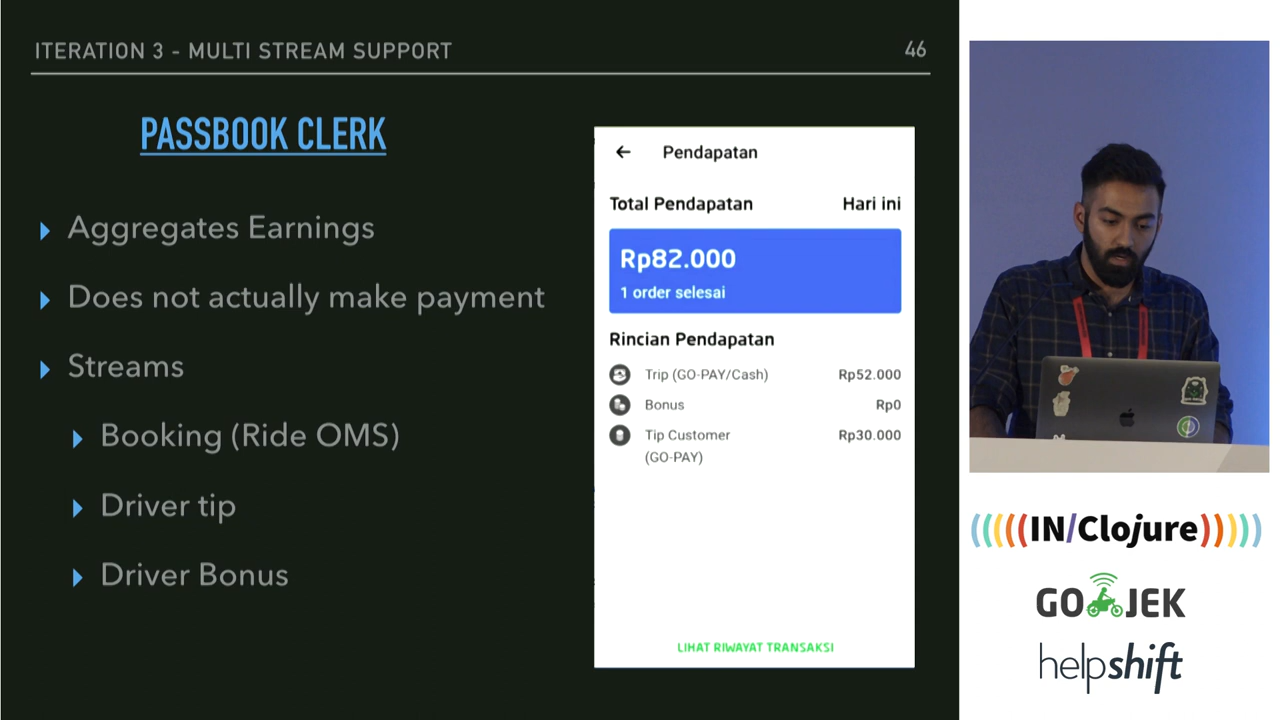 ITERATION 3 - MULTI STREAM SUPPORT
46
PASSBOOK CLERK
Aggregates Earnings
Does not actually make payment
Streams
Booking (Ride OMS)
Driver tip
Driver Bonus
Pendapatan
Total Pendapatan
Hari ini
Rp82.000
1 order selesai
Rincian Pendapatan
Trip (GO-PAY/Cash)
Rp52.000
Bonus
Rp0
Tip Customer
(GO-PAY)
Rp30.000
LIHAT RIWAYAT TRANSAKSI
(((((IN/Clojure)))))
GO JEK
helpshift